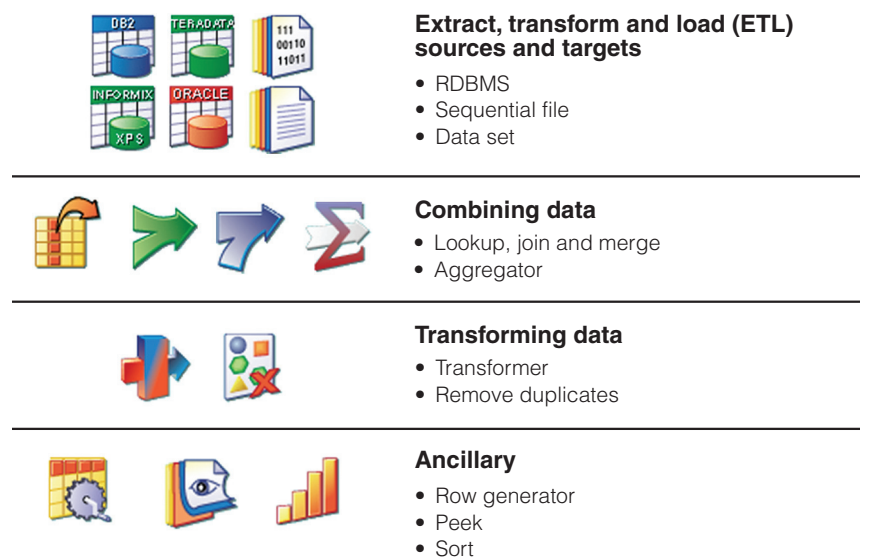 DB2
TERADATA
111
00110
11011
INFORMIX
XPS
ORACLE
Extract, transform and load (ETL)
sources and targets
• RDBMS
• Sequential file
• Data set
Combining data
• Lookup, join and merge
• Aggregator
Transforming data
• Transformer
• Remove duplicates
Ancillary
• Row generator
• Peek
• Sort